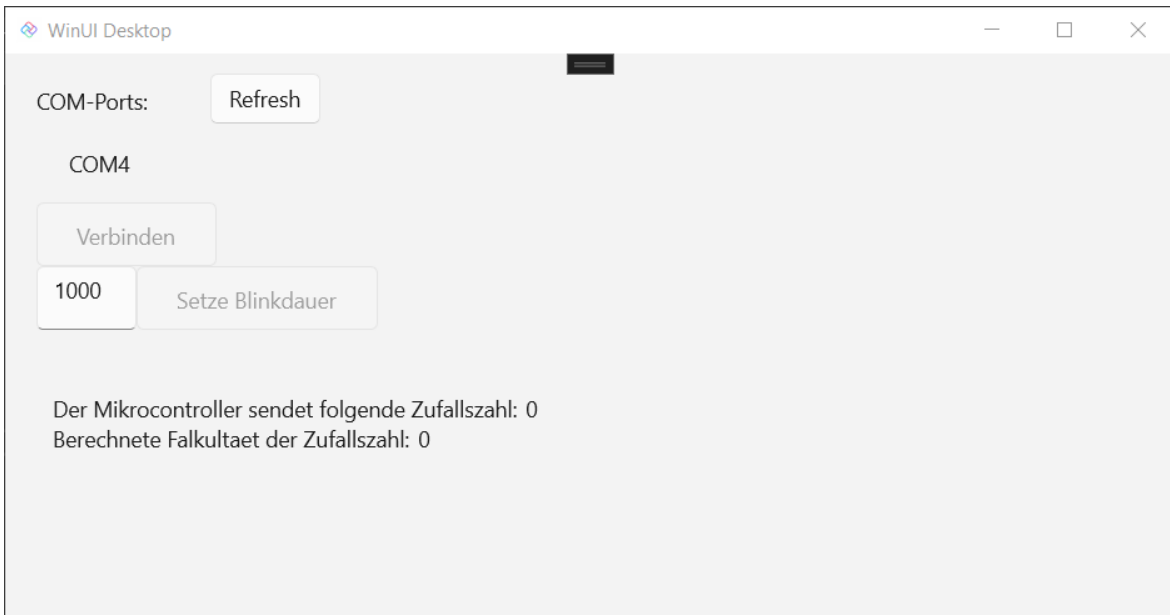 WinUI Desktop
COM-Ports: Refresh
COM4
Verbinden
1000 Setze Blinkdauer
Der Mikrocontroller sendet folgende Zufallszahl: 0
Berechnete Falkultaet der Zufallszahl: 0